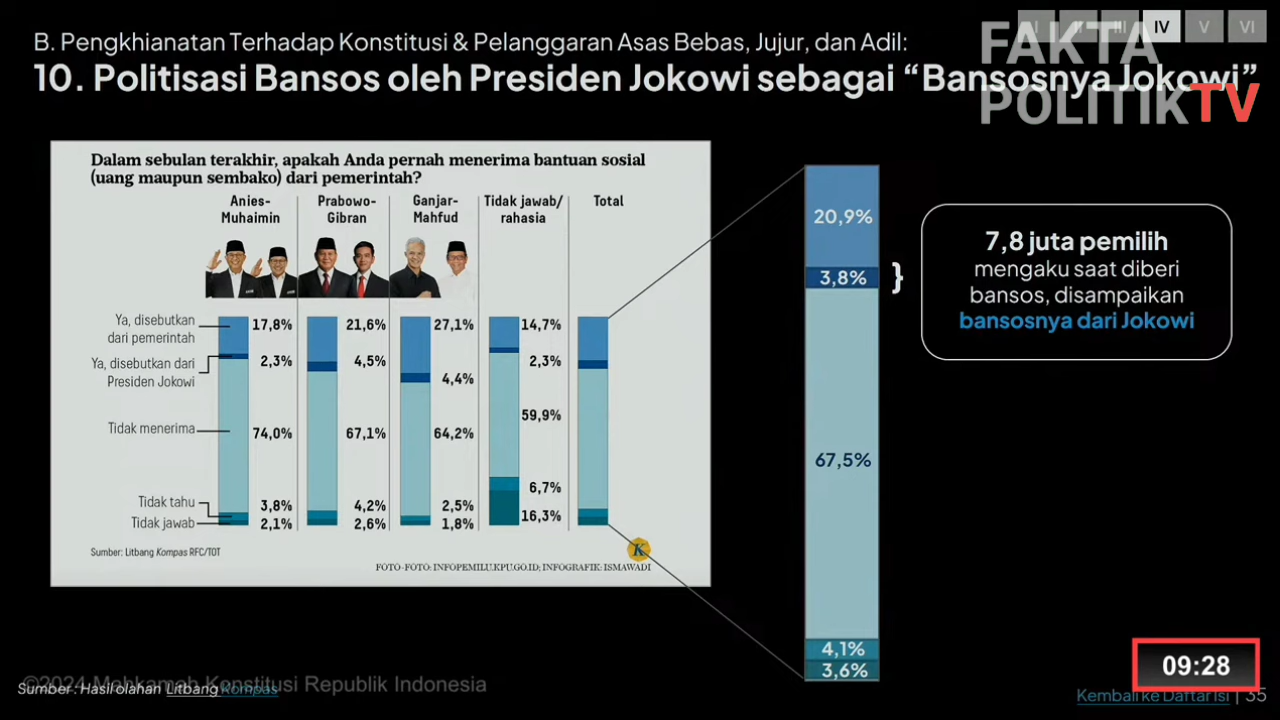 B. Pengkhianatan Terhadap Konstitusi & Pelanggaran Asas Bebas, Jujur, dan Adil:
I II III IV V VI
10. Politisasi Bansos oleh Presiden Jokowi sebagai “Bansosnya Jokowi”
FAKTA
POLITIKTV
Dalam sebulan terakhir, apakah Anda pernah menerima bantuan sosial
(uang maupun sembako) dari pemerintah?
Anies-
Muhaimin
Prabowo-
Gibran
Ganjar-
Mahfud
Tidak jawab/
rahasia
Total
Ya, disebutkan
dari pemerintah
17,8% 21,6% 27,1% 14,7%
Ya, disebutkan dari
Presiden Jokowi
2,3% 4,5% 4,4% 2,3%
Tidak menerima
74,0% 67,1% 64,2% 59,9%
Tidak tahu
3,8% 4,2% 2,5% 6,7%
Tidak jawab
2,1% 2,6% 1,8% 16,3%
Sumber: Litbang Kompas RFC/TOT
K
FOTO-FOTO: INFOPEMILU.KPU.GO.ID; INFOGRAFIK: ISMAWADI
20,9%
3,8%
67,5%
4,1%
3,6%
}
7,8 juta pemilih
mengaku saat diberi
bansos, disampaikan
bansosnya dari Jokowi
09:28
©2024 Mahkamah Konstitusi Republik Indonesia
Sumber: Hasil olahan Litbang Kompas
Kembali ke Daftar Isi | 35